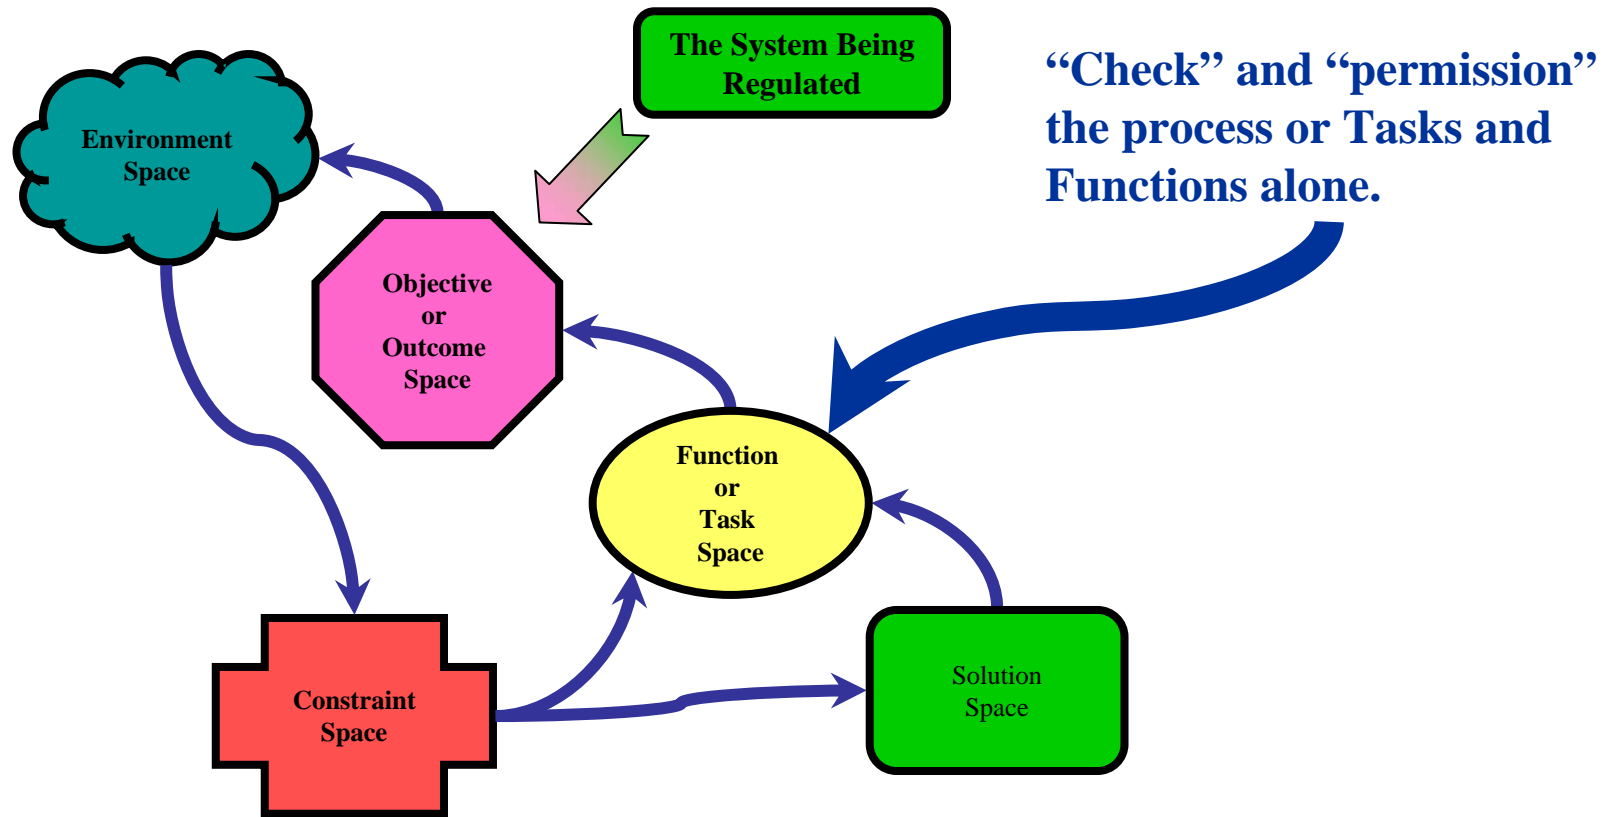 The System Being
Regulated
“Check” and “permission”
the process or Tasks and
Functions alone.
Environment
Space
Objective
or
Outcome
Space
Function
or
Task
Space
Constraint
Space
Solution
Space